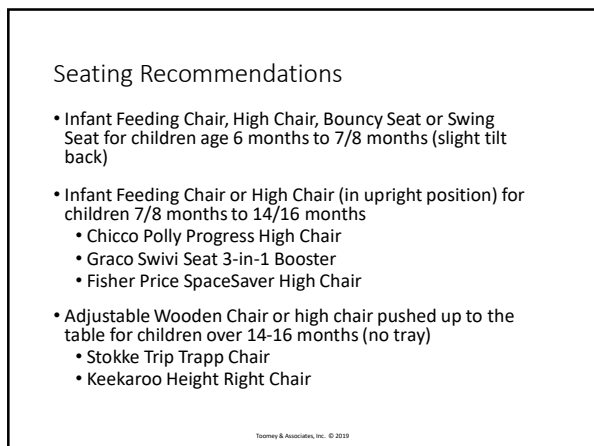 Seating Recommendations
• Infant Feeding Chair, High Chair, Bouncy Seat or Swing
Seat for children age 6 months to 7/8 months (slight tilt
back)
• Infant Feeding Chair or High Chair (in upright position) for
children 7/8 months to 14/16 months
• Chicco Polly Progress High Chair
• Graco Swivi Seat 3-in-1 Booster
• Fisher Price SpaceSaver High Chair
• Adjustable Wooden Chair or high chair pushed up to the
table for children over 14-16 months (no tray)
• Stokke Trip Trapp Chair
• Keekaroo Height Right Chair
Toomey & Associates, Inc. © 2019